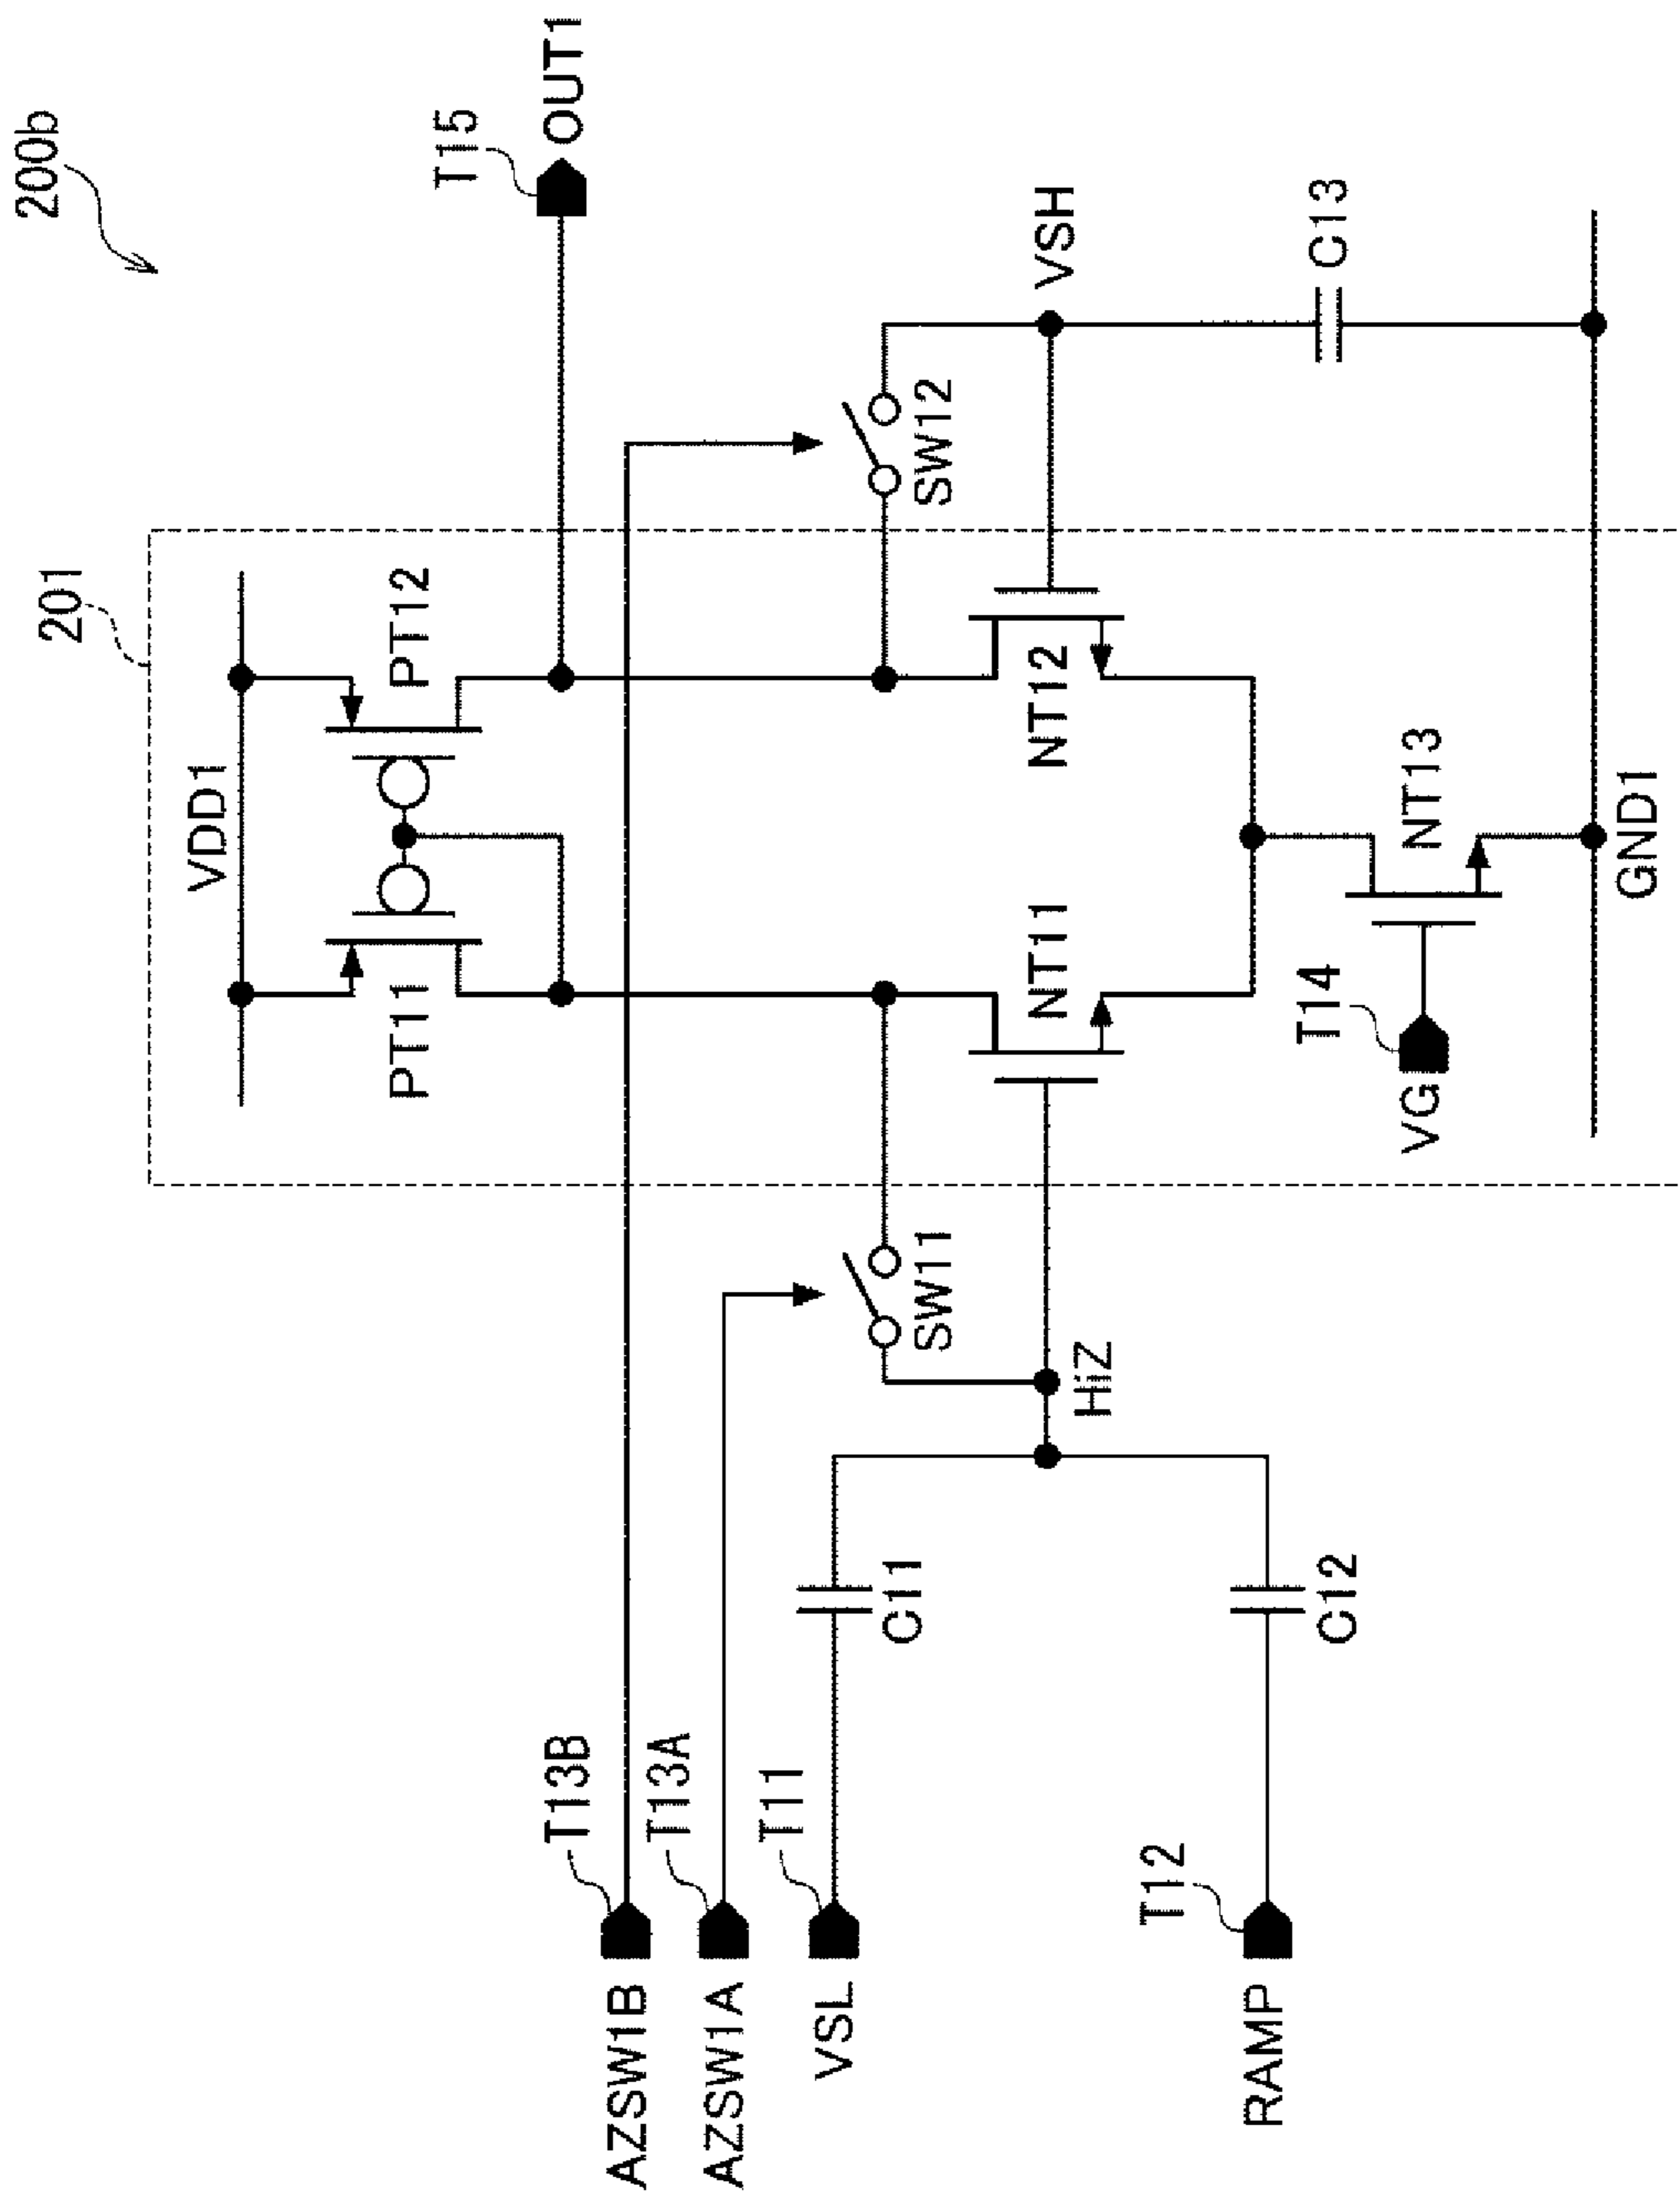 200b
201
T15
OUT1
VDD1
PT11
PT12
T13B
AZSW1B
T13A
AZSW1A
T11
VSL
C11
SW11
SW12
HiZ
NT11
NT12
VSH
T12
RAMP
C12
C13
T14
VG
NT13
GND1